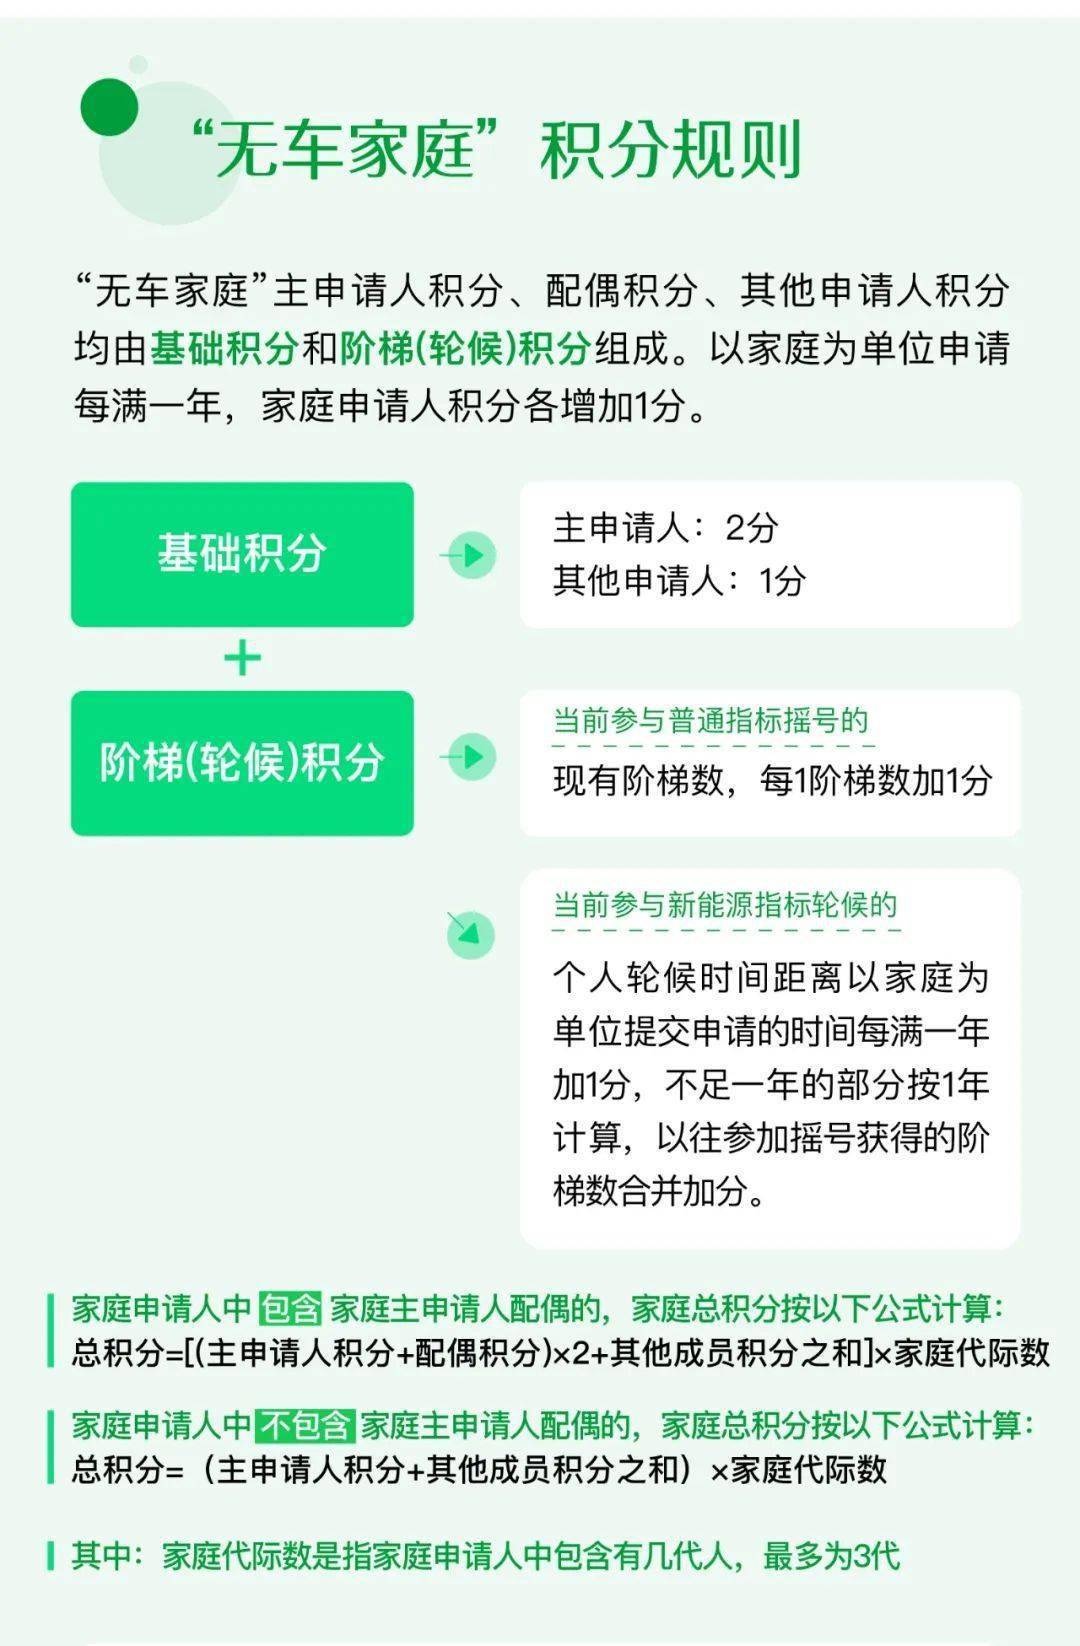 “无车家庭”积分规则
“无车家庭”主申请人积分、配偶积分、其他申请人积分
均由基础积分和阶梯(轮候)积分组成。以家庭为单位申请
每满一年，家庭申请人积分各增加1分。
基础积分
主申请人：2分
其他申请人：1分
+
阶梯(轮候)积分
当前参与普通指标摇号的
现有阶梯数，每1阶梯数加1分
当前参与新能源指标轮候的
个人轮候时间距离以家庭为
单位提交申请的时间每满一年
加1分，不足一年的部分按1年
计算，以往参加摇号获得的阶
梯数合并加分。
家庭申请人中 包含 家庭主申请人配偶的，家庭总积分按以下公式计算：
总积分=[(主申请人积分+配偶积分)×2+其他成员积分之和]×家庭代际数
家庭申请人中 不包含 家庭主申请人配偶的，家庭总积分按以下公式计算：
总积分=（主申请人积分+其他成员积分之和）×家庭代际数
其中：家庭代际数是指家庭申请人中包含有几代人，最多为3代